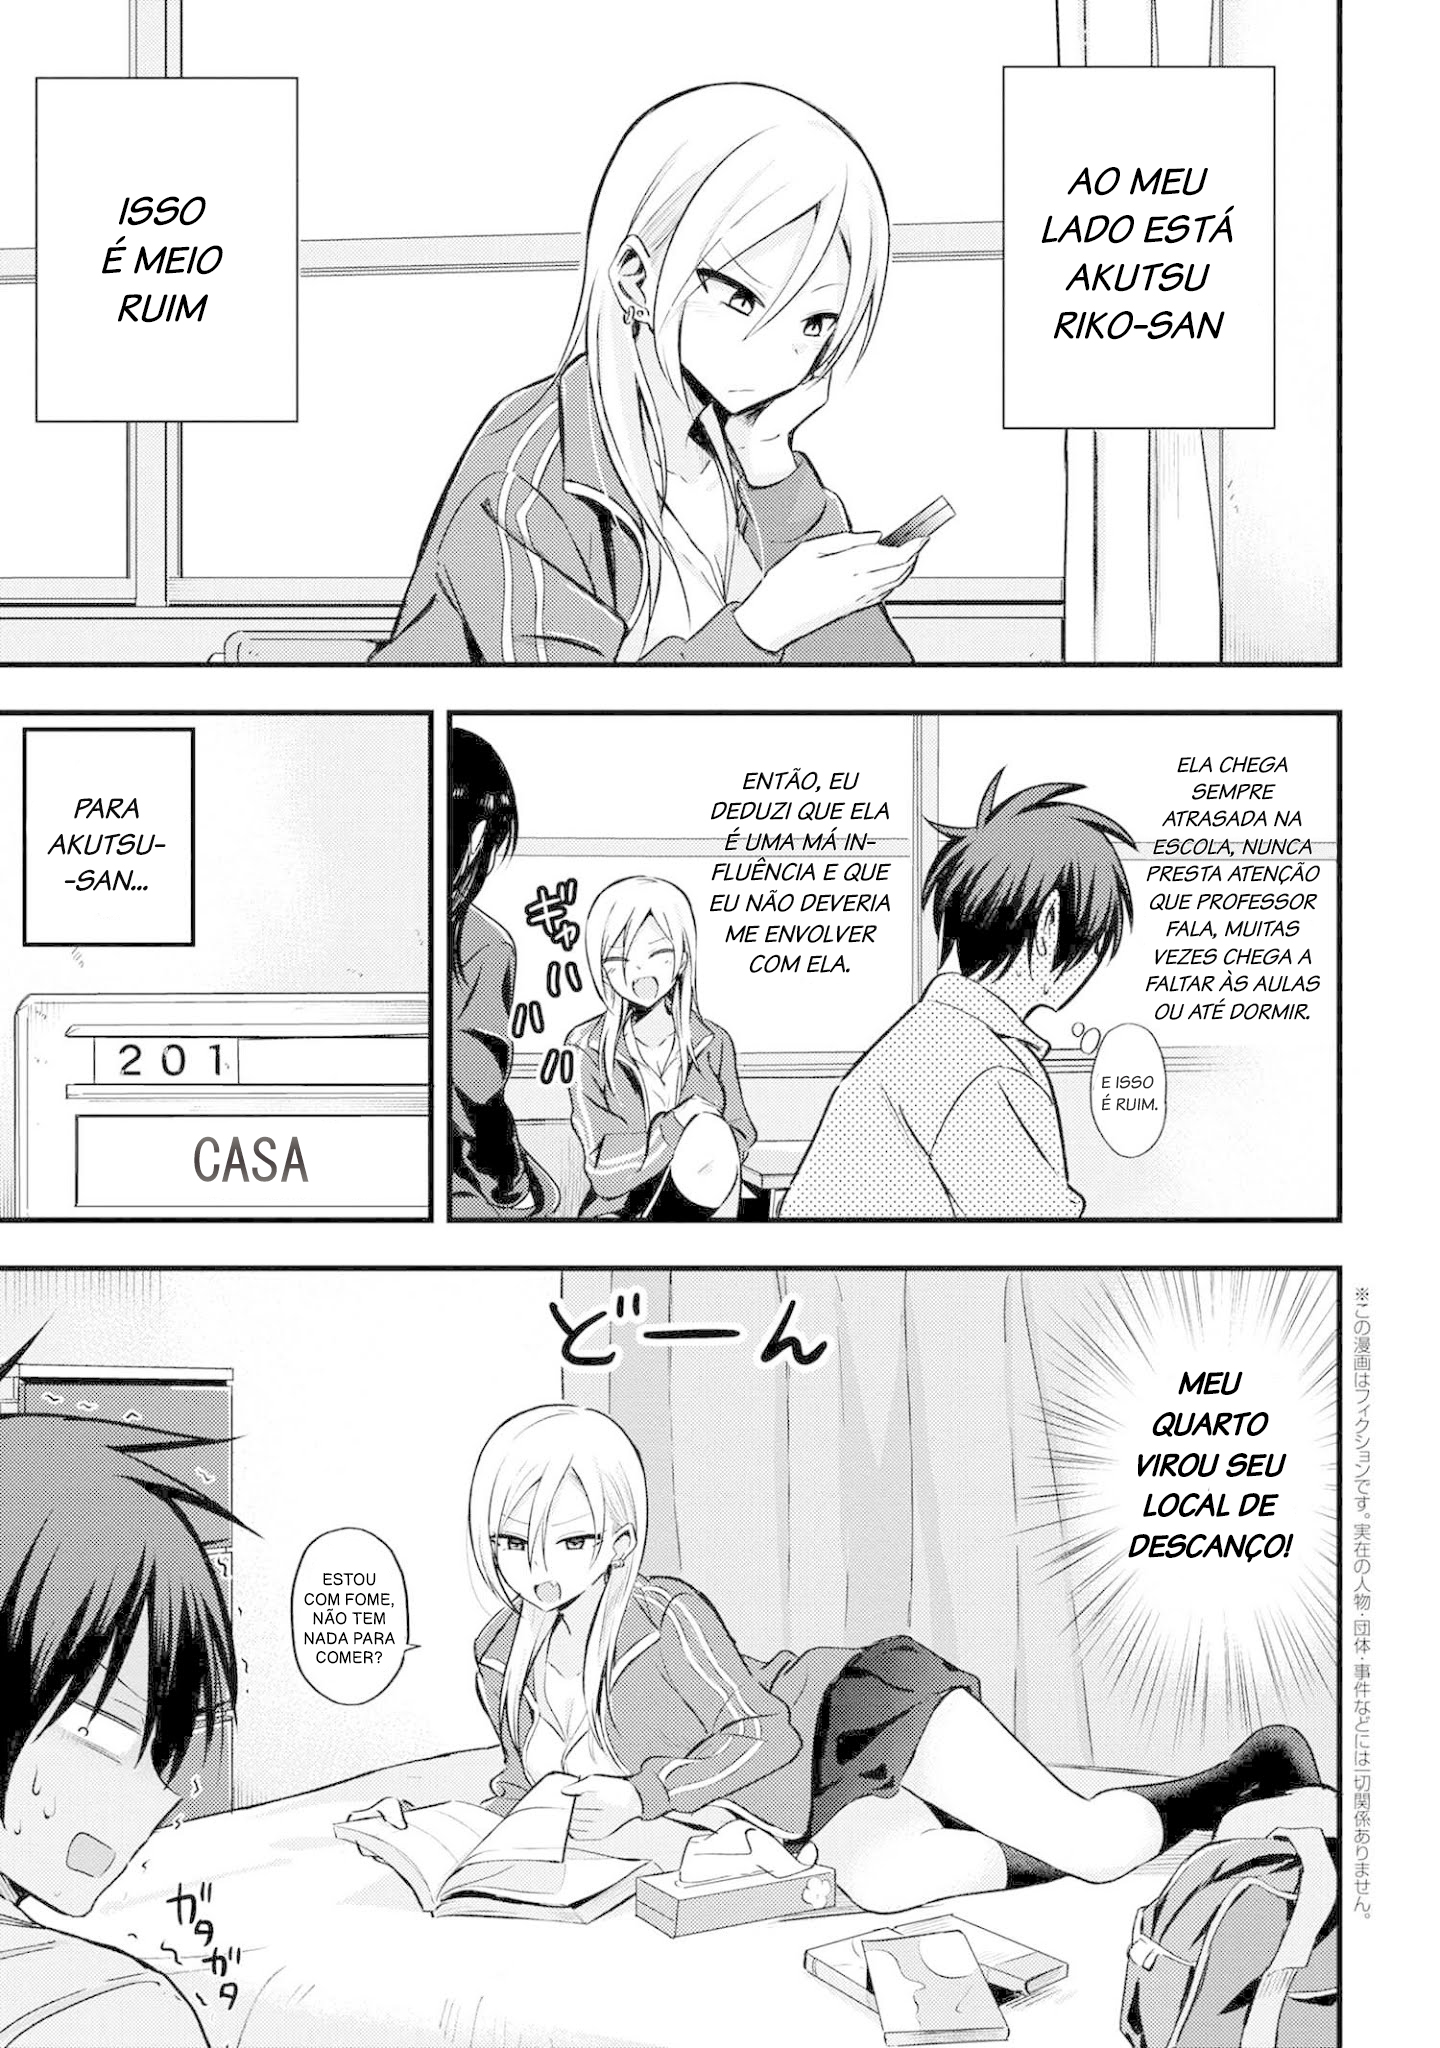 AO MEU
LADO ESTÁ
AKUTSU
RIKO-SAN
ISSO
É MEIO
RUIM
ELA CHEGA
SEMPRE
ATRASADA NA
ESCOLA, NUNCA
PRESTA ATENÇÃO
QUE PROFESSOR
FALA, MUITAS
VEZES CHEGA A
FALTAR ÀS AULAS
OU ATÉ DORMIR.
E ISSO
É RUIM.
ENTÃO, EU
DEDUZI QUE ELA
É UMA MÁ IN-
FLUÊNCIA E QUE
EU NÃO DEVERIA
ME ENVOLVER
COM ELA.
ギャ
ハハ
PARA
AKUTSU-
-SAN...
201
CASA
どーん
MEU
QUARTO
VIROU SEU
LOCAL DE
DESCANÇO!
ESTOU
COM FOME,
NÃO TEM
NADA PARA
COMER?
ガタ
ガタ
※この漫画はフィクションです。実在の人物・団体・事件などには一切関係ありません。